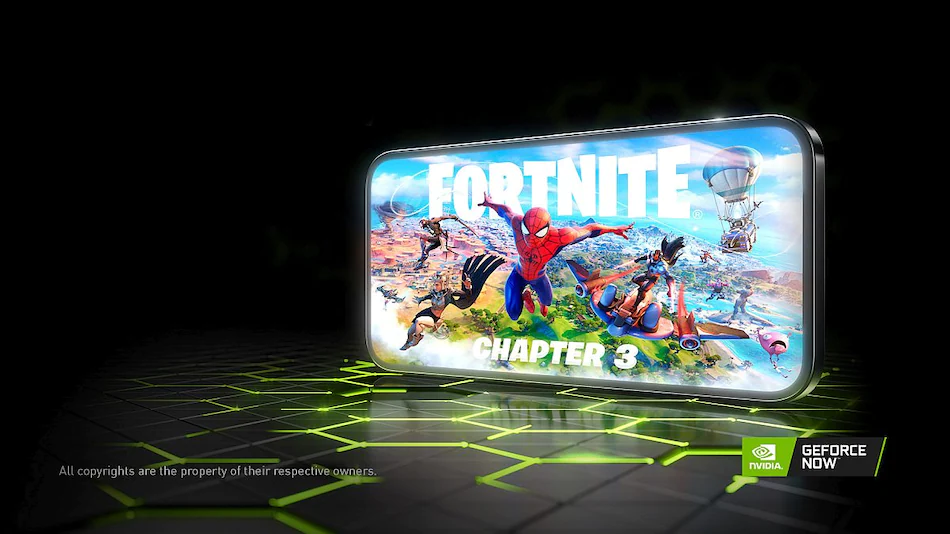 FORTNITE
CHAPTER 3
All copyrights are the property of their respective owners.
NVIDIA.
GEFORCE
NOW